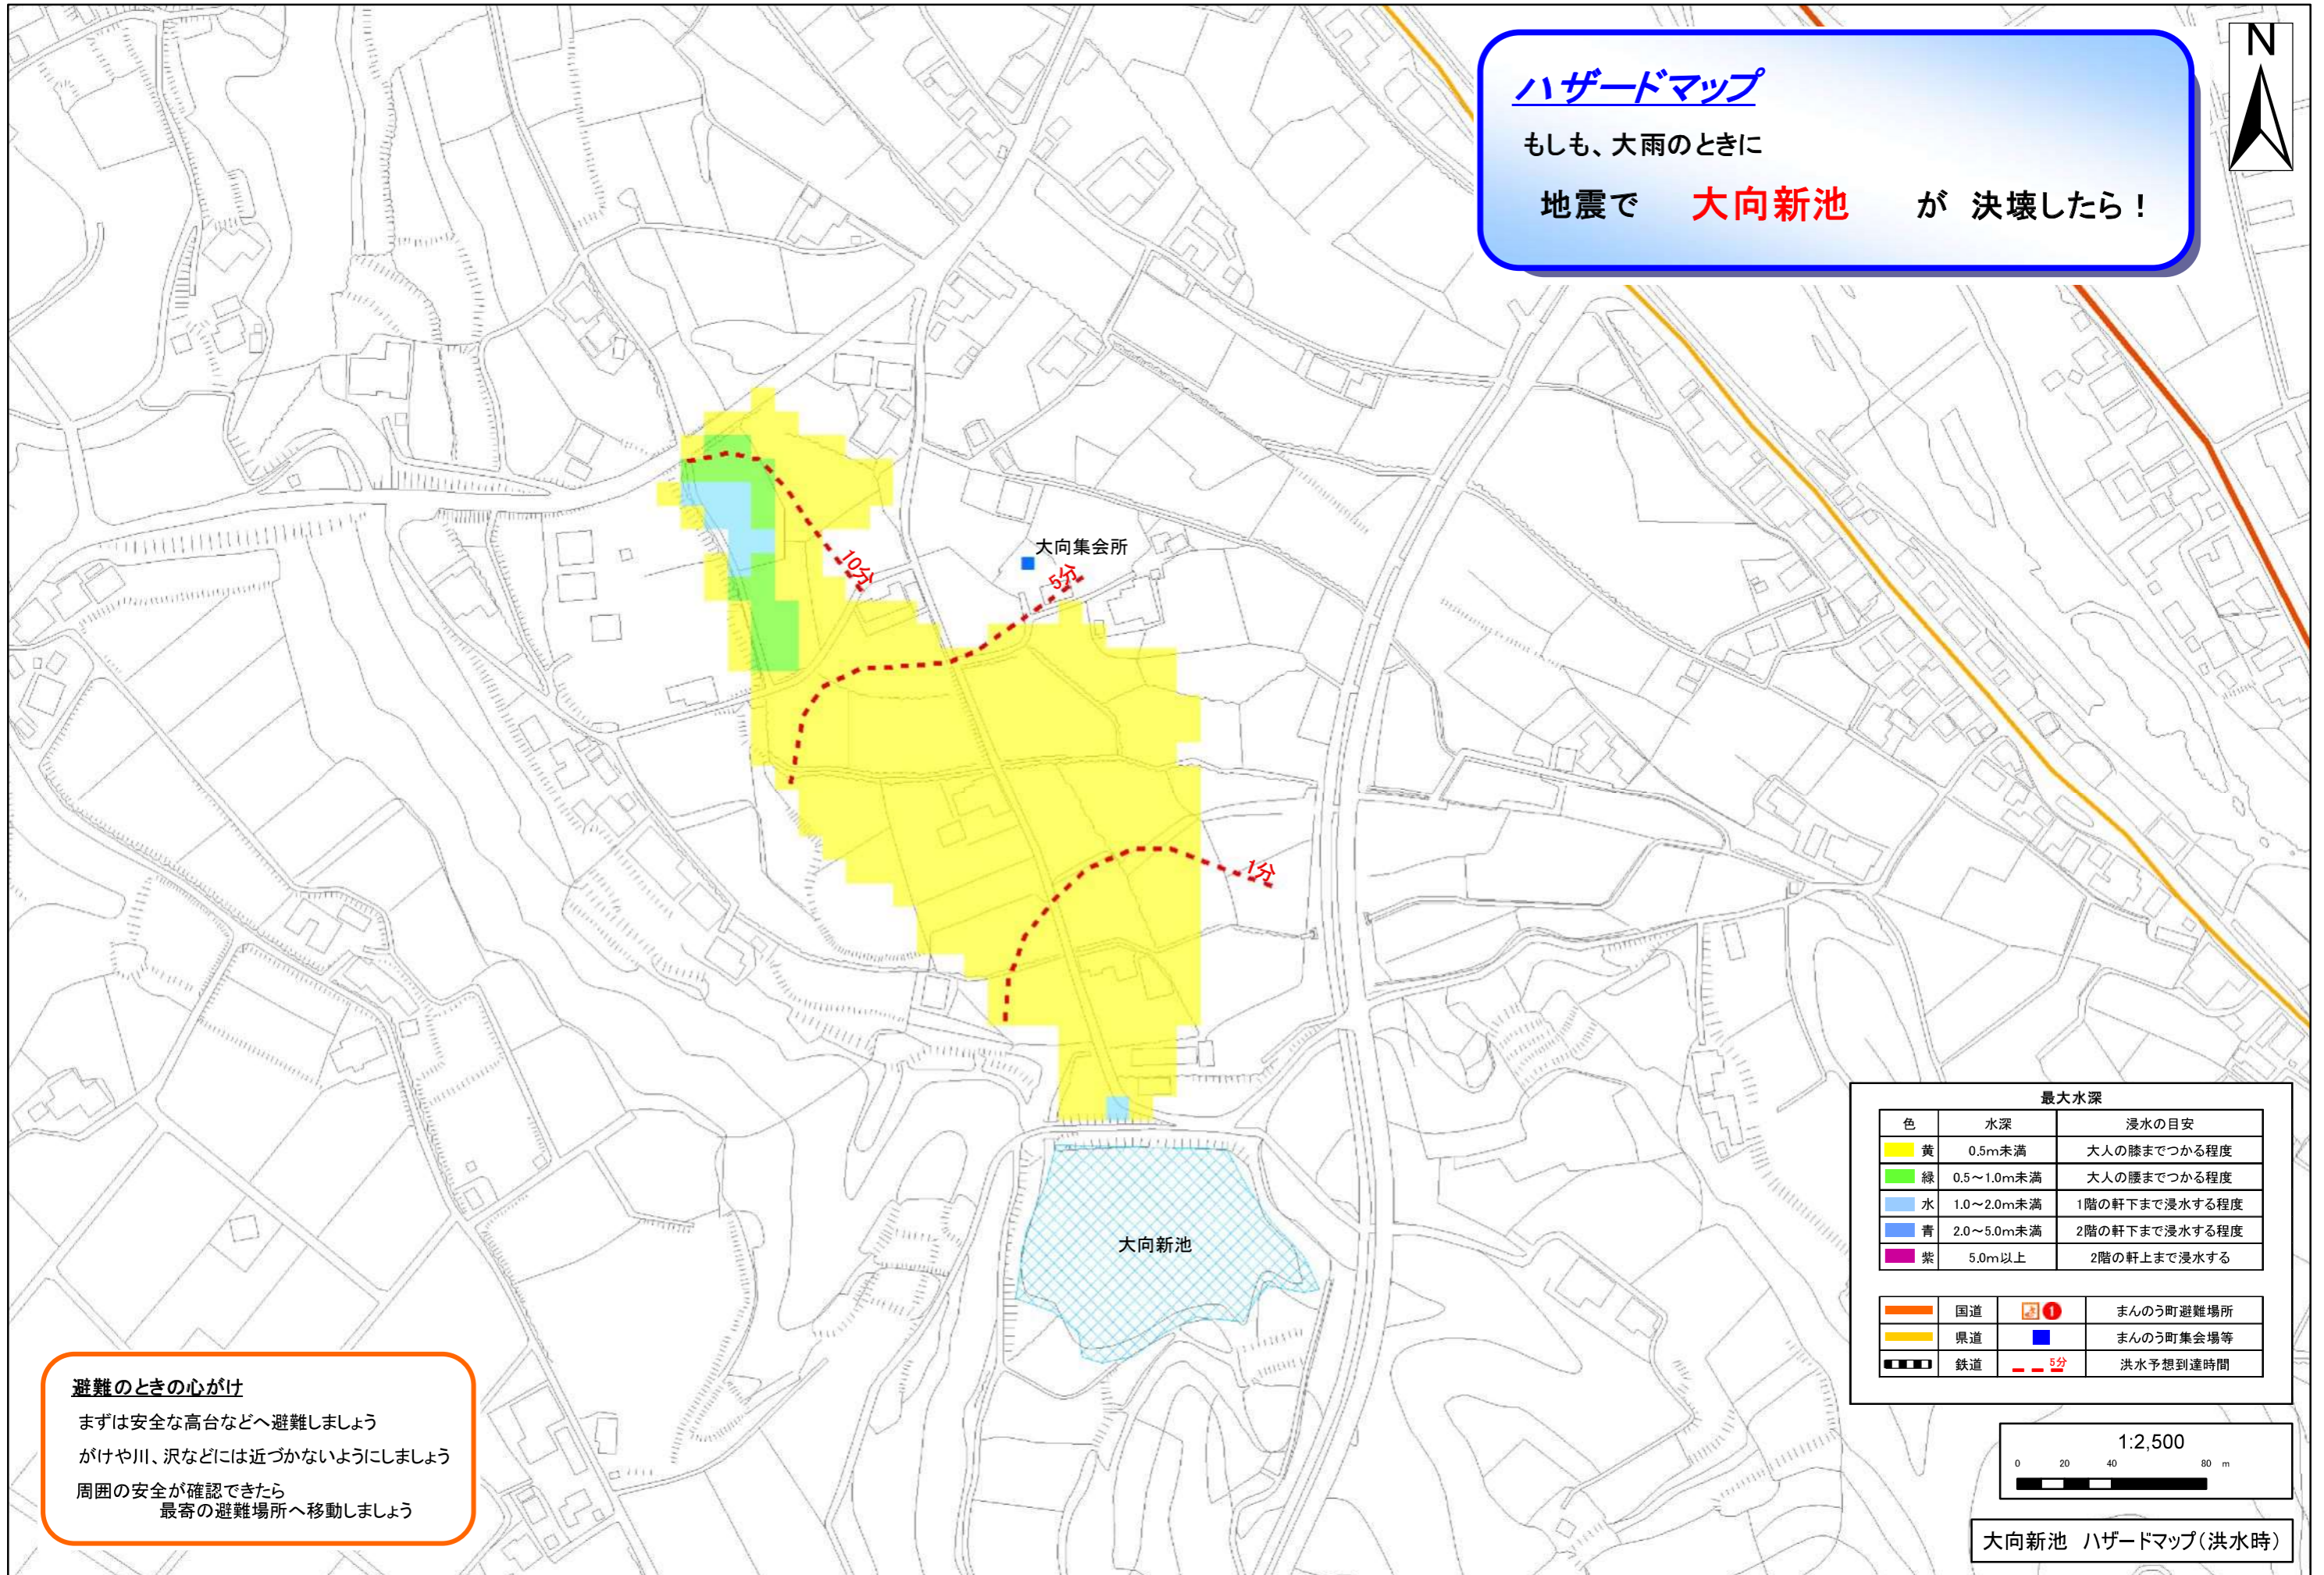 ハザードマップ
もしも、大雨のときに
地震で 大向新池 が 決壊したら!
N
大向集会所
10分
5分
1分
大向新池
最大水深
色 水深 浸水の目安
黄 0.5m未満 大人の膝までつかる程度
緑 0.5～1.0m未満 大人の腰までつかる程度
水 1.0～2.0m未満 1階の軒下まで浸水する程度
青 2.0～5.0m未満 2階の軒下まで浸水する程度
紫 5.0m以上 2階の軒上まで浸水する
国道 1 まんのう町避難場所
県道 まんのう町集会場等
鉄道 5分 洪水予想到達時間
避難のときの心がけ
まずは安全な高台などへ避難しましょう
がけや川、沢などには近づかないようにしましょう
周囲の安全が確認できたら
最寄の避難場所へ移動しましょう
1:2,500
0 20 40 80 m
大向新池 ハザードマップ(洪水時)